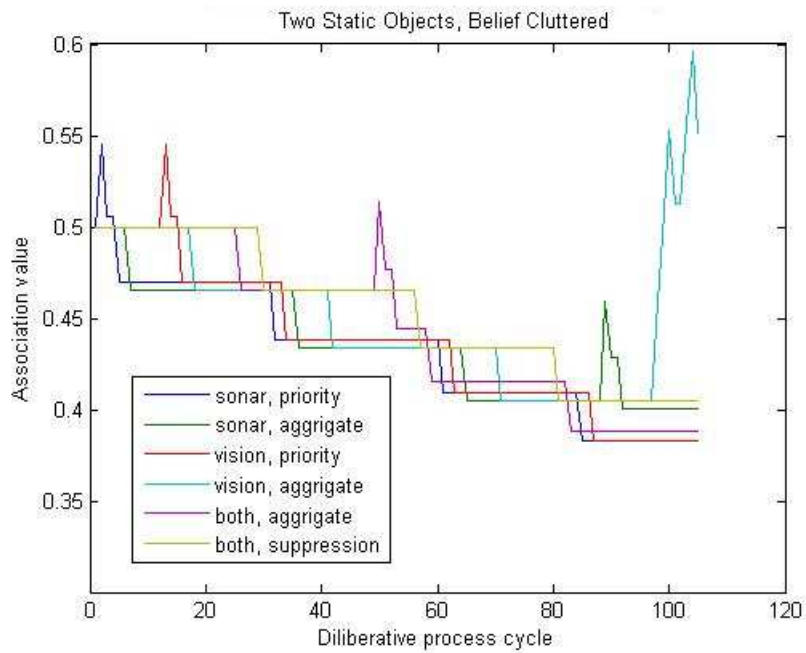 Two Static Objects, Belief Cluttered
0.6
0.55
0.5
0.45
0.4
0.35
Association value
sonar, priority
sonar, aggrigate
vision, priority
vision, aggrigate
both, aggrigate
both, suppression
0 20 40 60 80 100 120
Diliberative process cycle